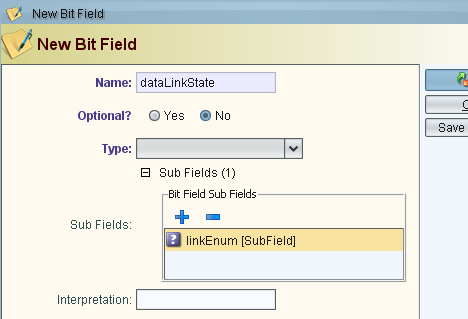 New Bit Field
New Bit Field
Name: dataLinkState
Optional? Yes No
Type:
Sub Fields (1)
Bit Field Sub Fields
Sub Fields:
linkEnum [SubField]
Interpretation:
Save